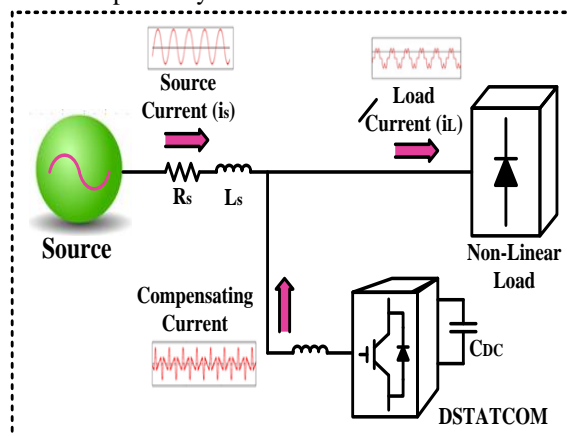 Source
Current (is)
Load
Current (iL)
Rs
Ls
Source
Non-Linear
Load
Compensating
Current
CDC
DSTATCOM